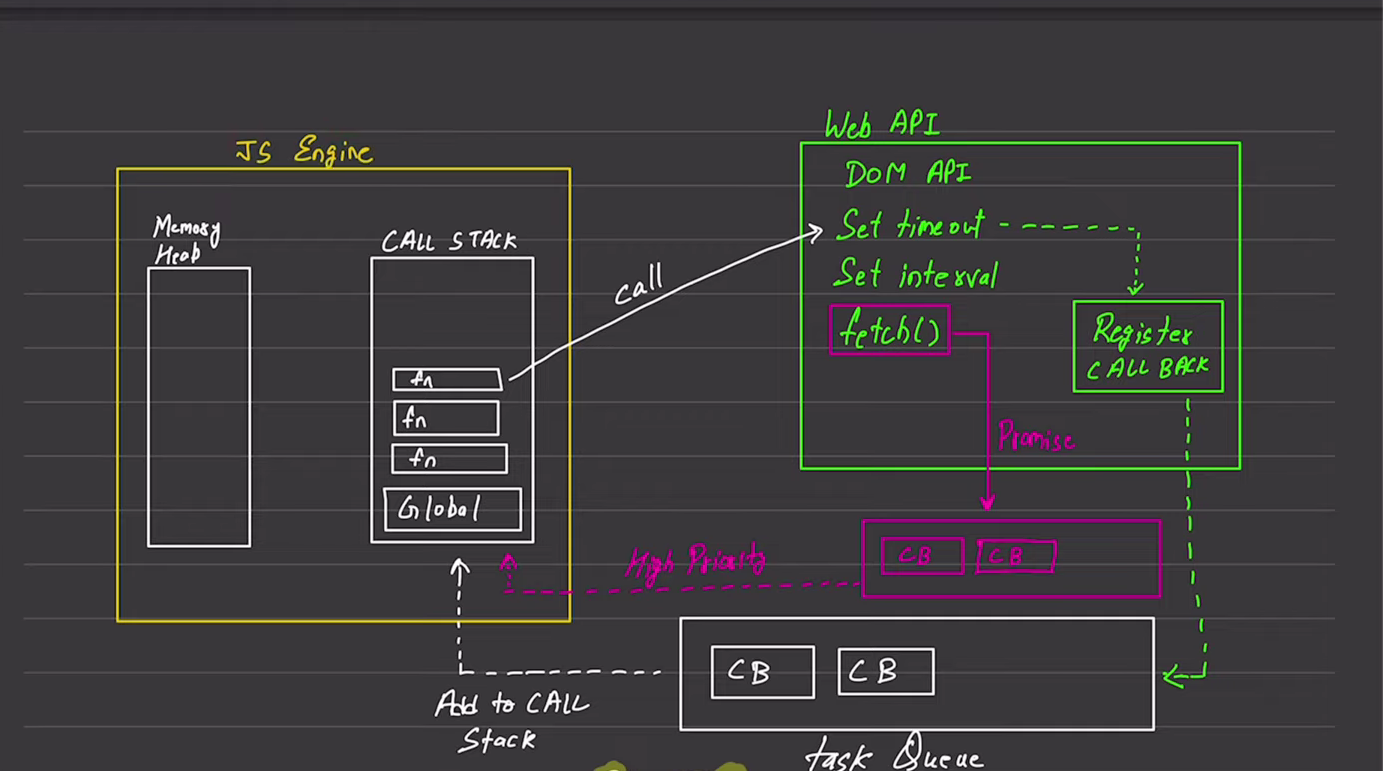 Web API
JS Engine
DOM API
Memory
Heap
CALL STACK
Set timeout
call
Set interval
fetch()
Register
CALL BACK
fn
fn
fn
Promise
Global
High Priority
CB
CB
CB
CB
Add to CALL
Stack
task Queue